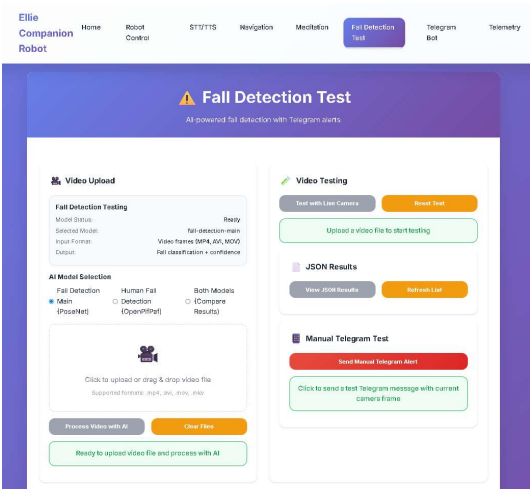 Ellie
Companion
Robot
Home
Robot
Control
STT/TTS
Navigation
Meditation
Fall Detection
Test
Telegram
Bot
Telemetry
Fall Detection Test
AI-powered fall detection with Telegram alerts
Video Upload
Fall Detection Testing
Model Status: Ready
Selected Model: fall-detection-main
Input Format: Video frames (MP4, AVI, MOV)
Output: Fall classification + confidence
AI Model Selection
Fall Detection
Main
(PoseNet)
Human Fall
Detection
(OpenPifPaf)
Both Models
(Compare
Results)
Click to upload or drag & drop video file
Supported formats: .mp4, .avi, .mov, .mkv
Process Video
with AI
Clear Files
Ready to upload video file and process with AI
Video Testing
Test with Live Camera
Reset Test
Upload a video file to start testing
JSON Results
View JSON Results
Refresh List
Manual Telegram Test
Send Manual Telegram Alert
Click to send a test Telegram message with current
camera frame